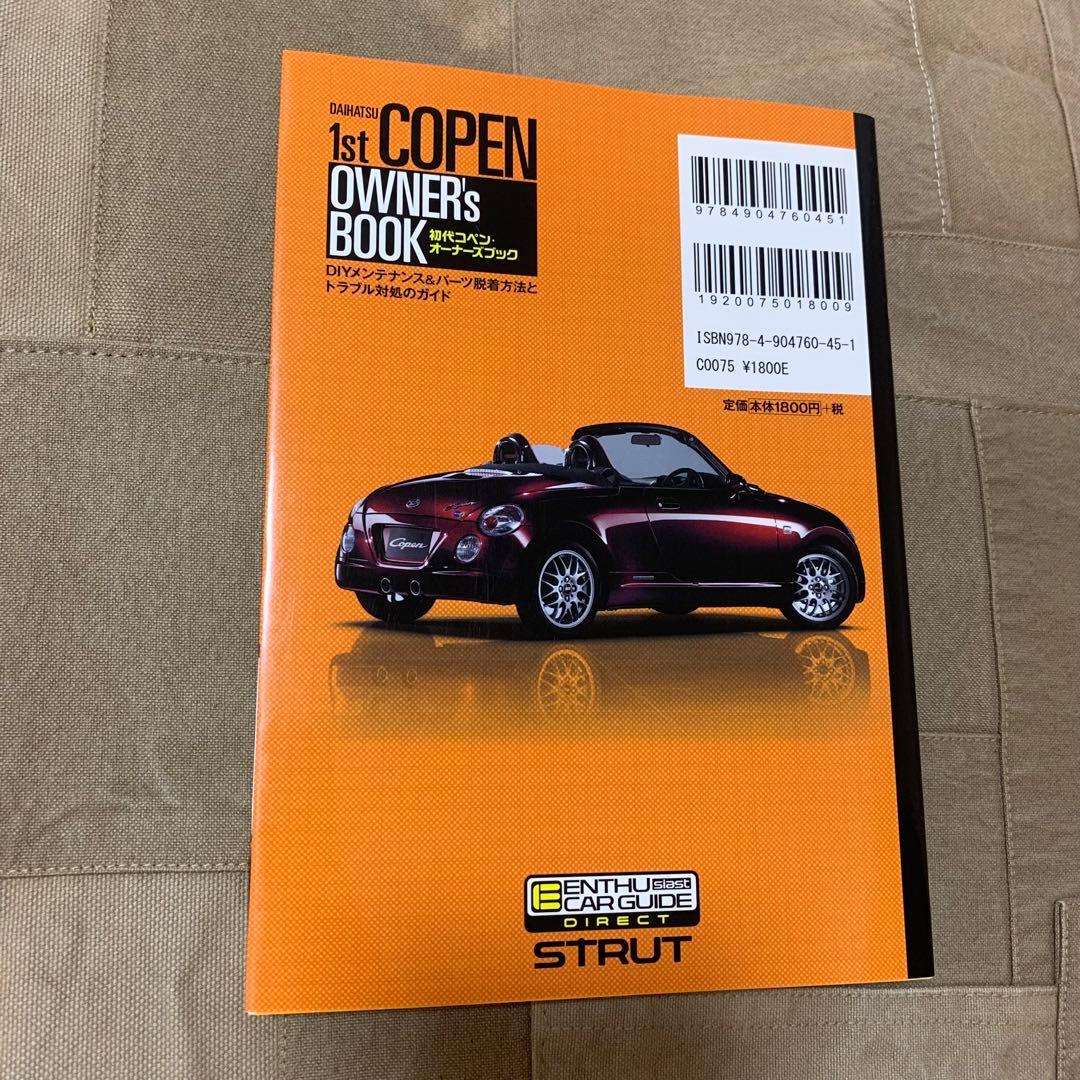 DAIHATSU
1st COPEN
OWNER's
BOOK 初代コペン・
オーナーズブック
DIYメンテナンス&パーツ脱着方法と
トラブル対処のガイド
9784904760451
1920075018009
ISBN978-4-904760-45-1
C0075 ¥1800E
定価 本体1800円+税
Copen
ENTHUsiast
CAR GUIDE
DIRECT
STRUT